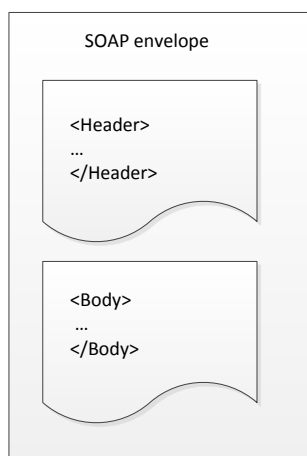 SOAP envelope
<Header>
...
</Header>
<Body>
...
</Body>